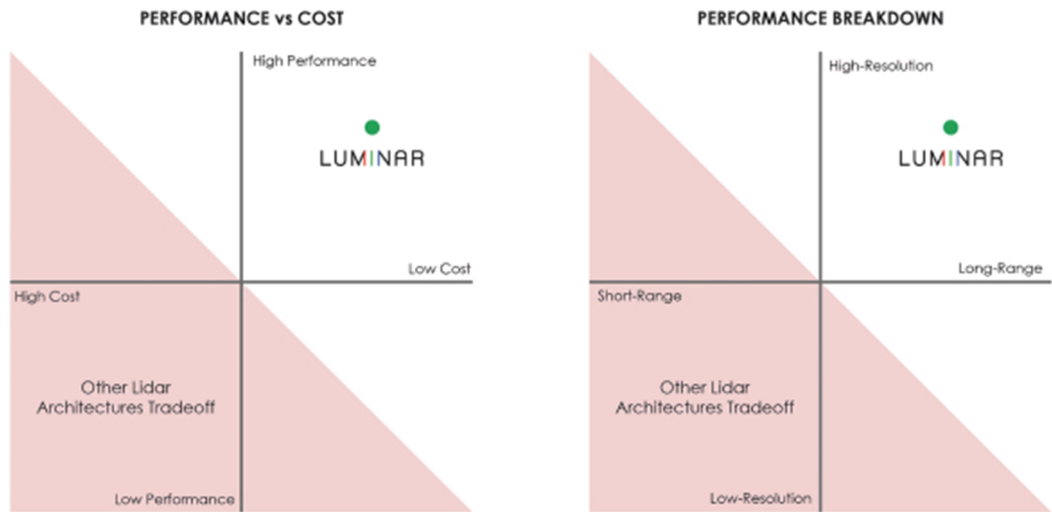 PERFORMANCE vs COST
High Performance
LUMINAR
Low Cost
High Cost
Other Lidar
Architectures Tradeoff
Low Performance
PERFORMANCE BREAKDOWN
High-Resolution
LUMINAR
Long-Range
Short-Range
Other Lidar
Architectures Tradeoff
Low-Resolution